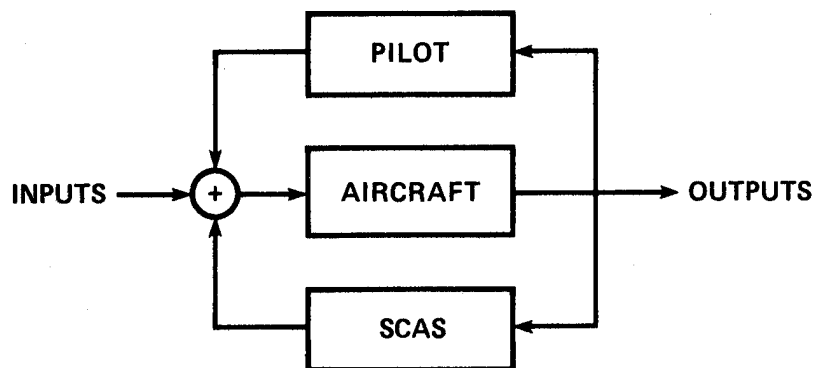 PILOT
INPUTS
+
AIRCRAFT
OUTPUTS
SCAS